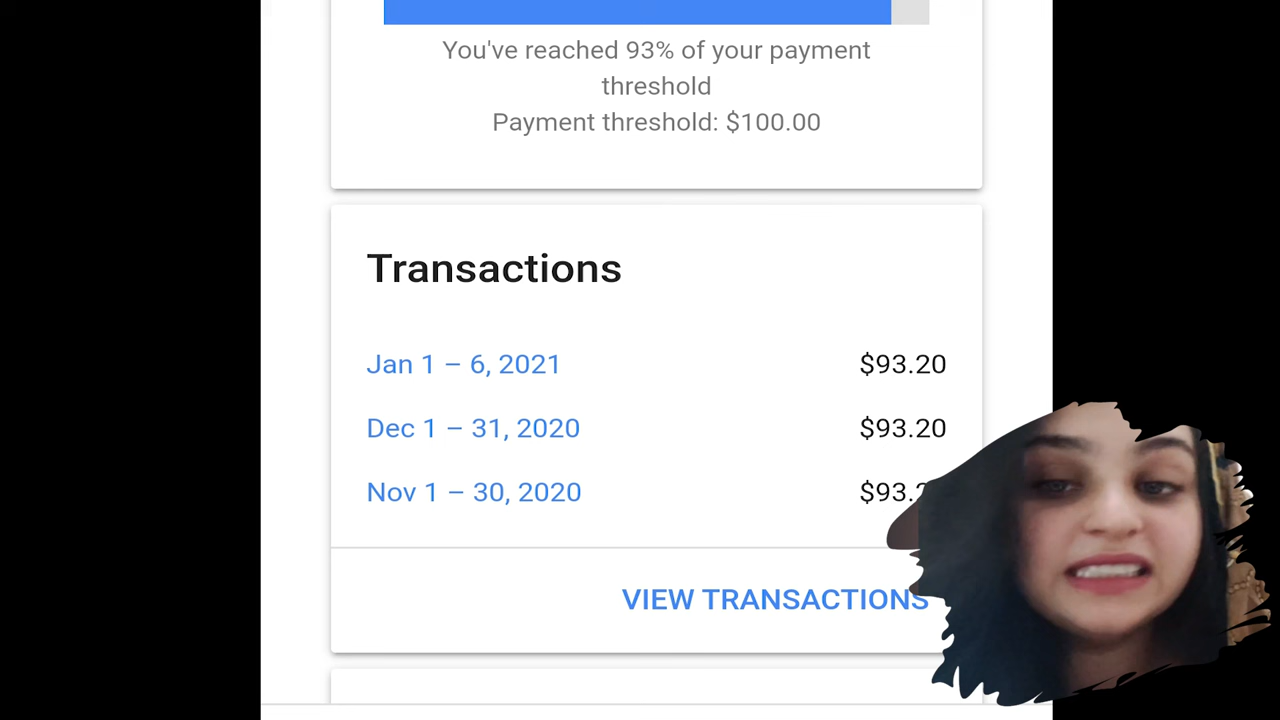 You've reached 93% of your payment
threshold
Payment threshold: $100.00
Transactions
Jan 1 – 6, 2021 $93.20
Dec 1 – 31, 2020 $93.20
Nov 1 – 30, 2020
VIEW TRANSACTIONS